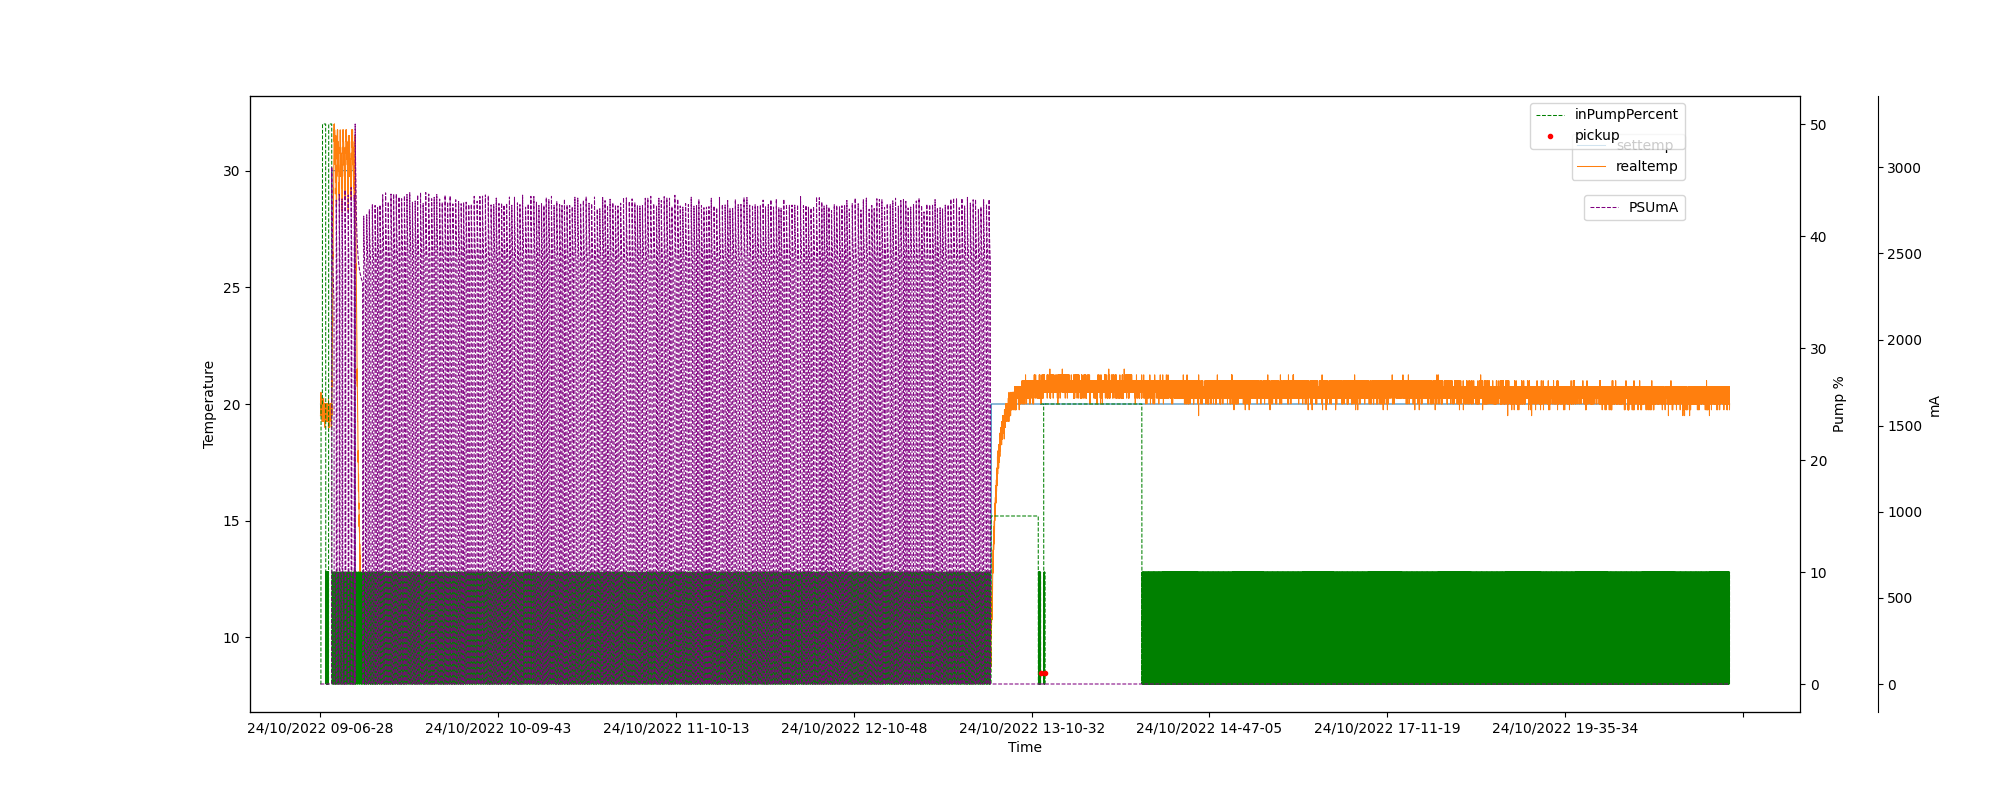 inPumpPercent
pickup
settemp
realtemp
PSUmA
Temperature
30
25
20
15
10
50
40
30
20
10
0
Pump %
3000
2500
2000
1500
1000
500
0
mA
24/10/2022 09-06-28
24/10/2022 10-09-43
24/10/2022 11-10-13
24/10/2022 12-10-48
24/10/2022 13-10-32
24/10/2022 14-47-05
24/10/2022 17-11-19
24/10/2022 19-35-34
Time